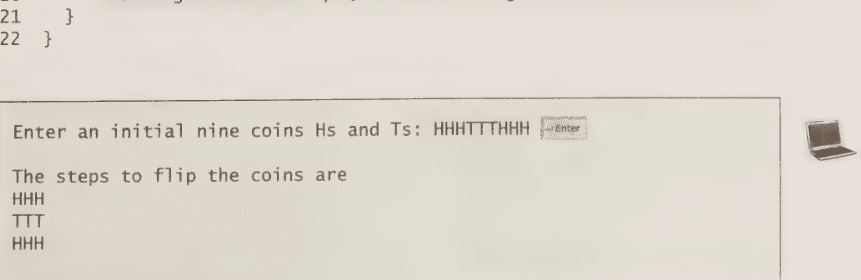 21 }
22 }
Enter an initial nine coins Hs and Ts: HHHTTTHHH Enter
The steps to flip the coins are
HHH
TTT
HHH